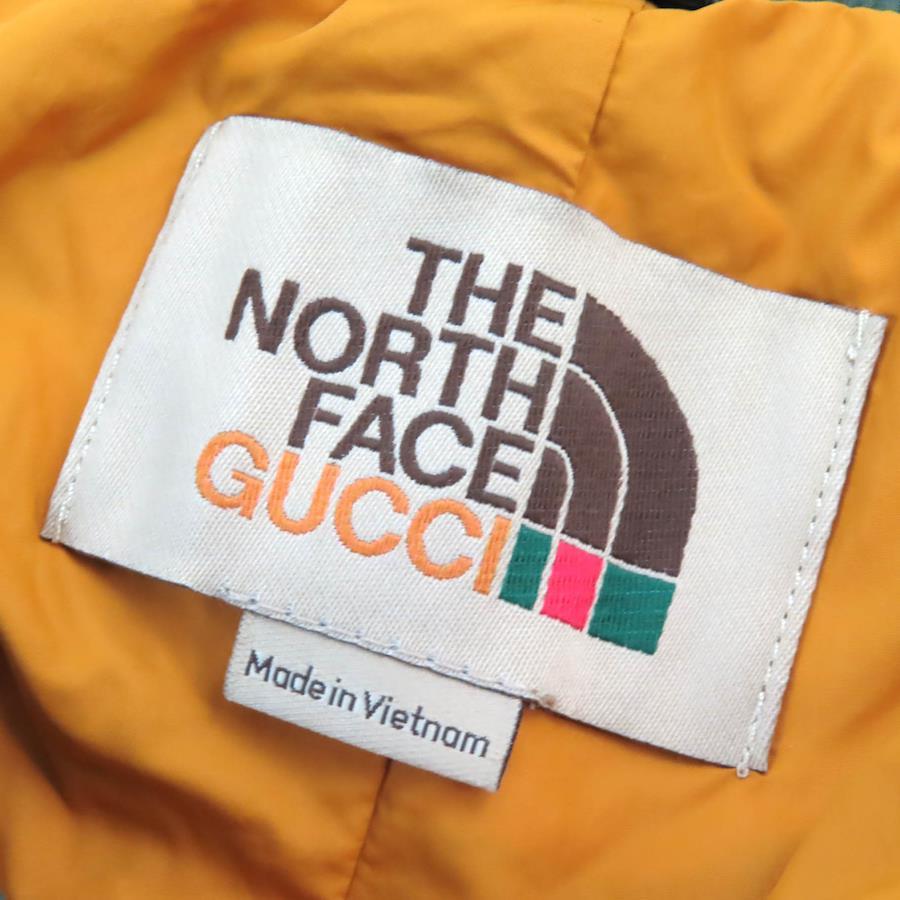 THE
NORTH
FACE
GUCCI
Made in Vietnam